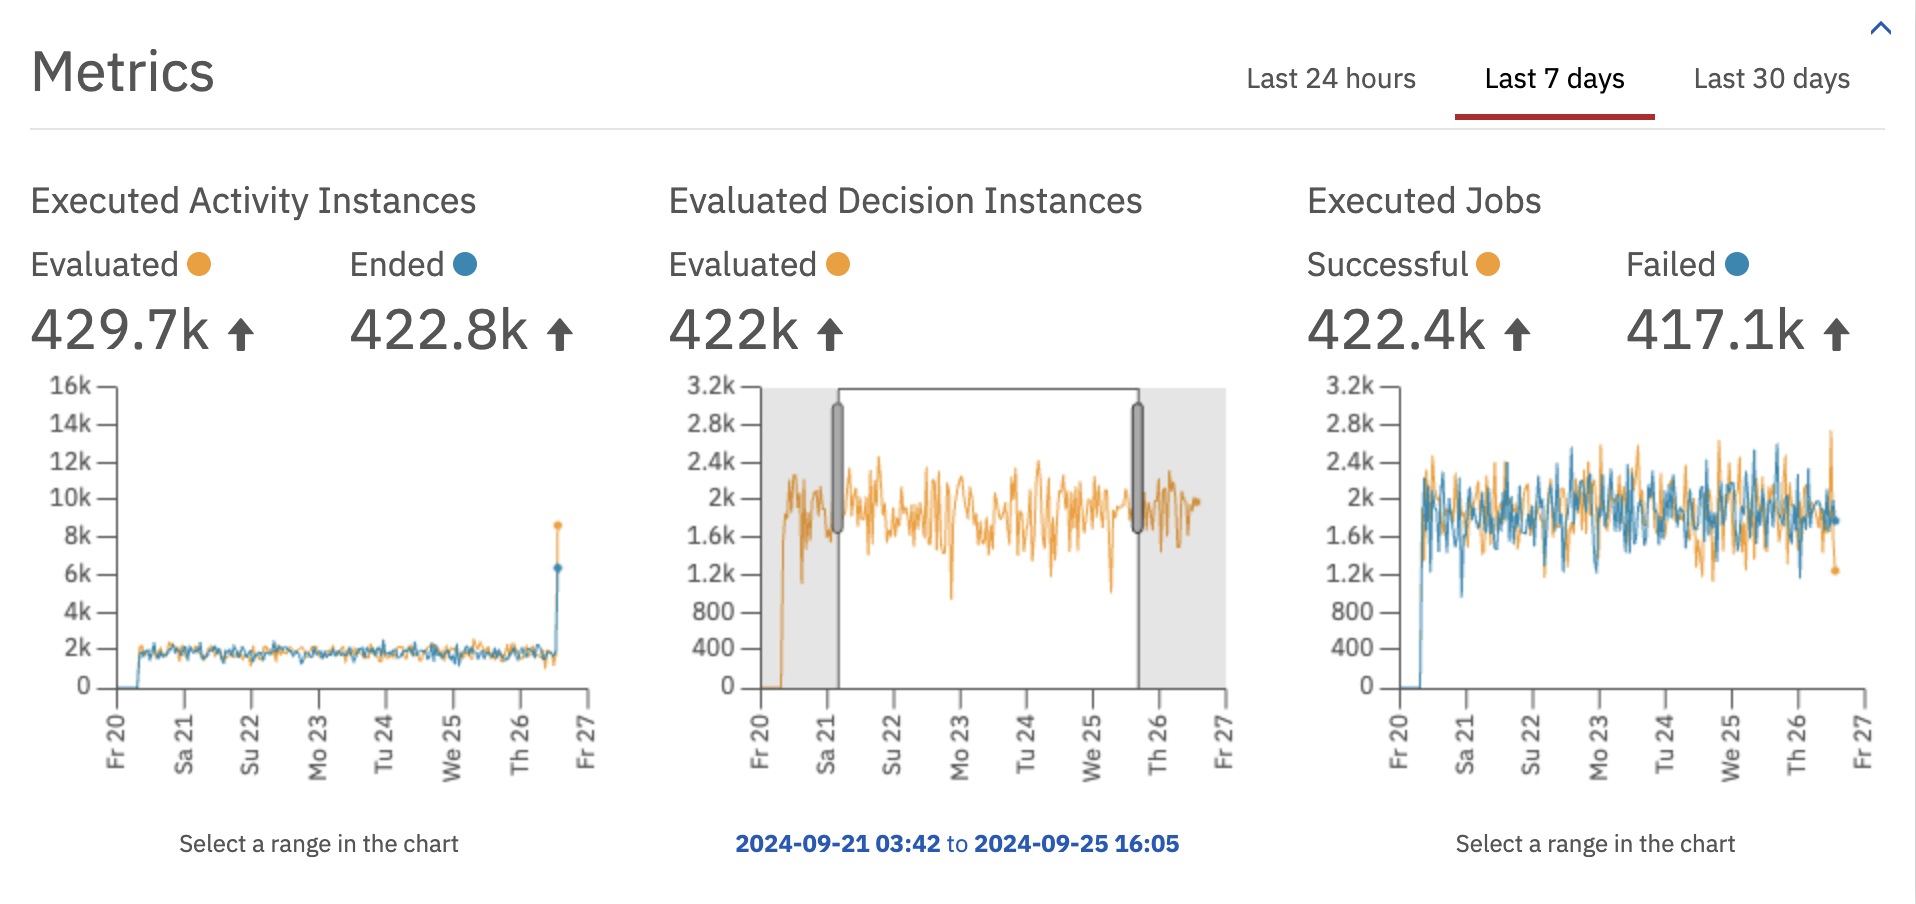 Metrics
Last 24 hours
Last 7 days
Last 30 days
Executed Activity Instances
Evaluated
Ended
429.7k
422.8k
16k
14k
12k
10k
8k
6k
4k
2k
0
Fr 20
Sa 21
Su 22
Mo 23
Tu 24
We 25
Th 26
Fr 27
Select a range in the chart
Evaluated Decision Instances
Evaluated
422k
3.2k
2.8k
2.4k
2k
1.6k
1.2k
800
400
0
Fr 20
Sa 21
Su 22
Mo 23
Tu 24
We 25
Th 26
Fr 27
2024-09-21 03:42 to 2024-09-25 16:05
Executed Jobs
Successful
Failed
422.4k
417.1k
3.2k
2.8k
2.4k
2k
1.6k
1.2k
800
400
0
Fr 20
Sa 21
Su 22
Mo 23
Tu 24
We 25
Th 26
Fr 27
Select a range in the chart